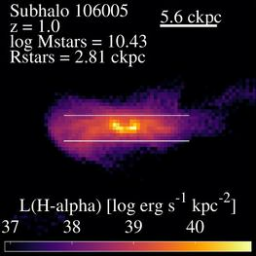 Subhalo 106005
5.6 ckpc
z = 1.0
log Mstars = 10.43
Rstars = 2.81 ckpc
L(H-alpha) [log erg s⁻¹ kpc⁻²]
37 38 39 40